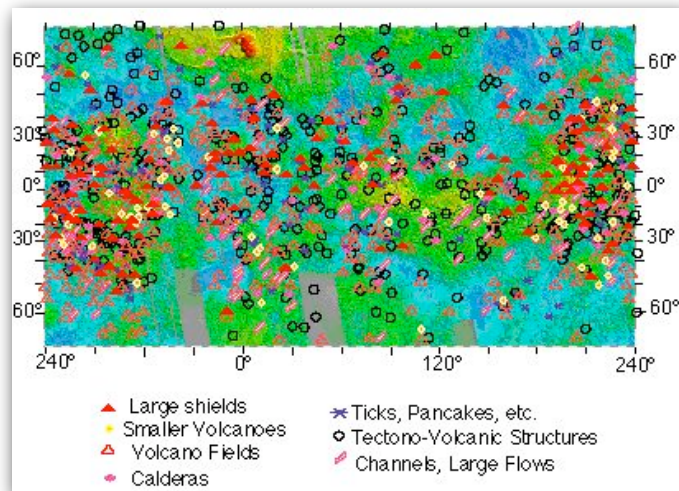 60° 60°
30° 30°
0° 0°
30° 30°
60° 60°
240° 0° 120° 240°
Large shields
Smaller Volcanoes
Volcano Fields
Calderas
Ticks, Pancakes, etc.
Tectono-Volcanic Structures
Channels, Large Flows